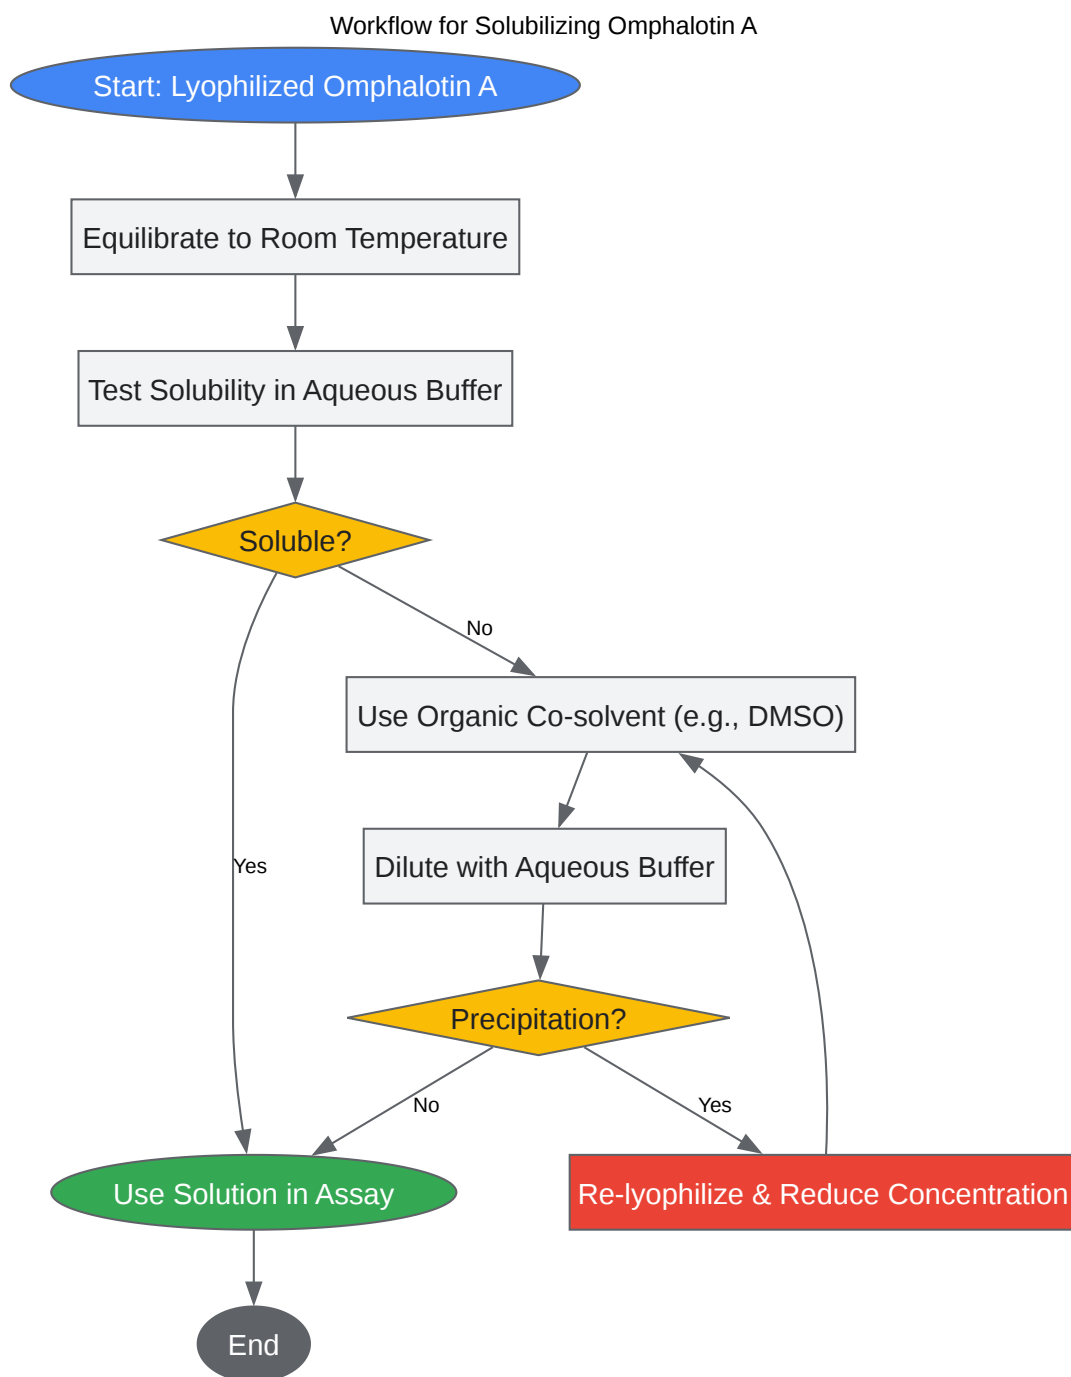 Workflow for Solubilizing Omphalotin A
Start: Lyophilized Omphalotin A
Equilibrate to Room Temperature
Test Solubility in Aqueous Buffer
Soluble?
No
Use Organic Co-solvent (e.g., DMSO)
Yes
Dilute with Aqueous Buffer
Precipitation?
No
Yes
Use Solution in Assay
Re-lyophilize & Reduce Concentration
End